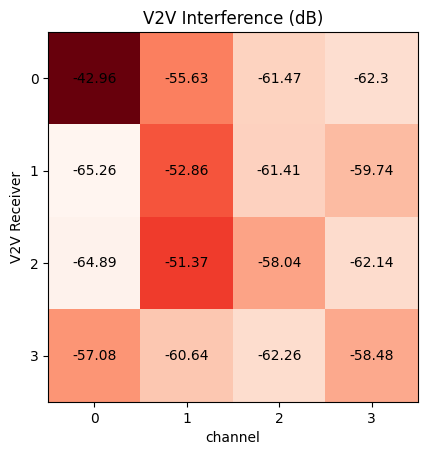 V2V Interference (dB)
0 -42.96 -55.63 -61.47 -62.3
1 -65.26 -52.86 -61.41 -59.74
2 -64.89 -51.37 -58.04 -62.14
3 -57.08 -60.64 -62.26 -58.48
V2V Receiver
0 1 2 3
channel